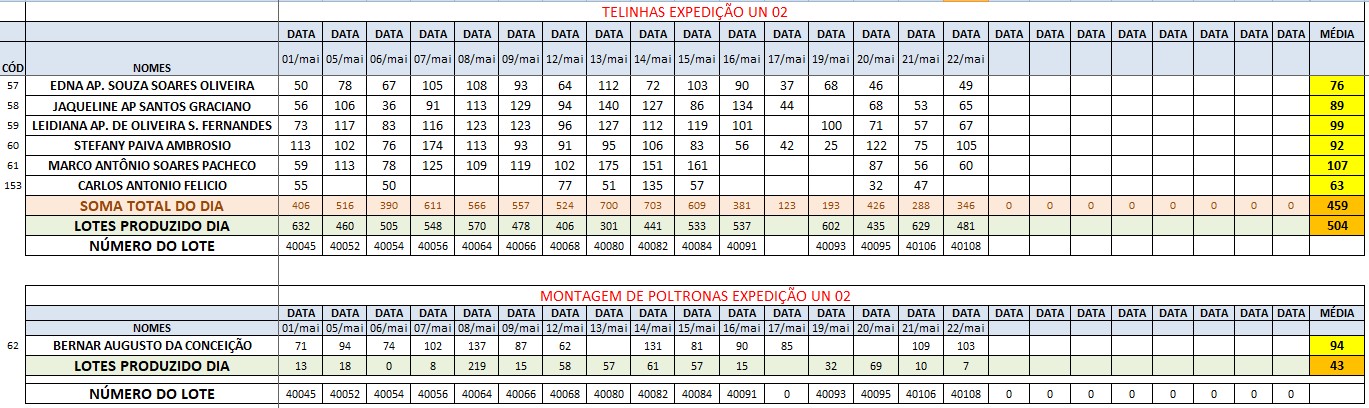 TELINHAS EXPEDIÇÃO UN 02
DATA DATA DATA DATA DATA DATA DATA DATA DATA DATA DATA DATA DATA DATA DATA DATA DATA DATA DATA DATA DATA DATA DATA DATA MÉDIA
CÓD NOMES 01/mai 05/mai 06/mai 07/mai 08/mai 09/mai 12/mai 13/mai 14/mai 15/mai 16/mai 17/mai 19/mai 20/mai 21/mai 22/mai
57 EDNA AP. SOUZA SOARES OLIVEIRA 50 78 67 105 108 93 64 112 72 103 90 37 68 46 49 76
58 JAQUELINE AP SANTOS GRACIANO 56 106 36 91 113 129 94 140 127 86 134 44 68 53 65 89
59 LEIDIANA AP. DE OLIVEIRA S. FERNANDES 73 117 83 116 123 123 96 127 112 119 101 100 71 57 67 99
60 STEFANY PAIVA AMBROSIO 113 102 76 174 113 93 91 95 106 83 56 42 25 122 75 105 92
61 MARCO ANTÔNIO SOARES PACHECO 59 113 78 125 109 119 102 175 151 161 87 56 60 107
153 CARLOS ANTONIO FELICIO 55 50 77 51 135 57 32 47 63
SOMA TOTAL DO DIA 406 516 390 611 566 557 524 700 703 609 381 123 193 426 288 346 0 0 0 0 0 0 0 0 459
LOTES PRODUZIDO DIA 632 460 505 548 570 478 406 301 441 533 537 602 435 629 481 504
NÚMERO DO LOTE 40045 40052 40054 40056 40064 40066 40068 40080 40082 40084 40091 40093 40095 40106 40108
MONTAGEM DE POLTRONAS EXPEDIÇÃO UN 02
DATA DATA DATA DATA DATA DATA DATA DATA DATA DATA DATA DATA DATA DATA DATA DATA DATA DATA DATA DATA DATA DATA DATA DATA MÉDIA
NOMES 01/mai 05/mai 06/mai 07/mai 08/mai 09/mai 12/mai 13/mai 14/mai 15/mai 16/mai 17/mai 19/mai 20/mai 21/mai 22/mai
62 BERNAR AUGUSTO DA CONCEIÇÃO 71 94 74 102 137 87 62 131 81 90 85 109 103 94
LOTES PRODUZIDO DIA 13 18 0 8 219 15 58 57 61 57 15 32 69 10 7 43
NÚMERO DO LOTE 40045 40052 40054 40056 40064 40066 40068 40080 40082 40084 40091 0 40093 40095 40106 40108 0 0 0 0 0 0 0 0